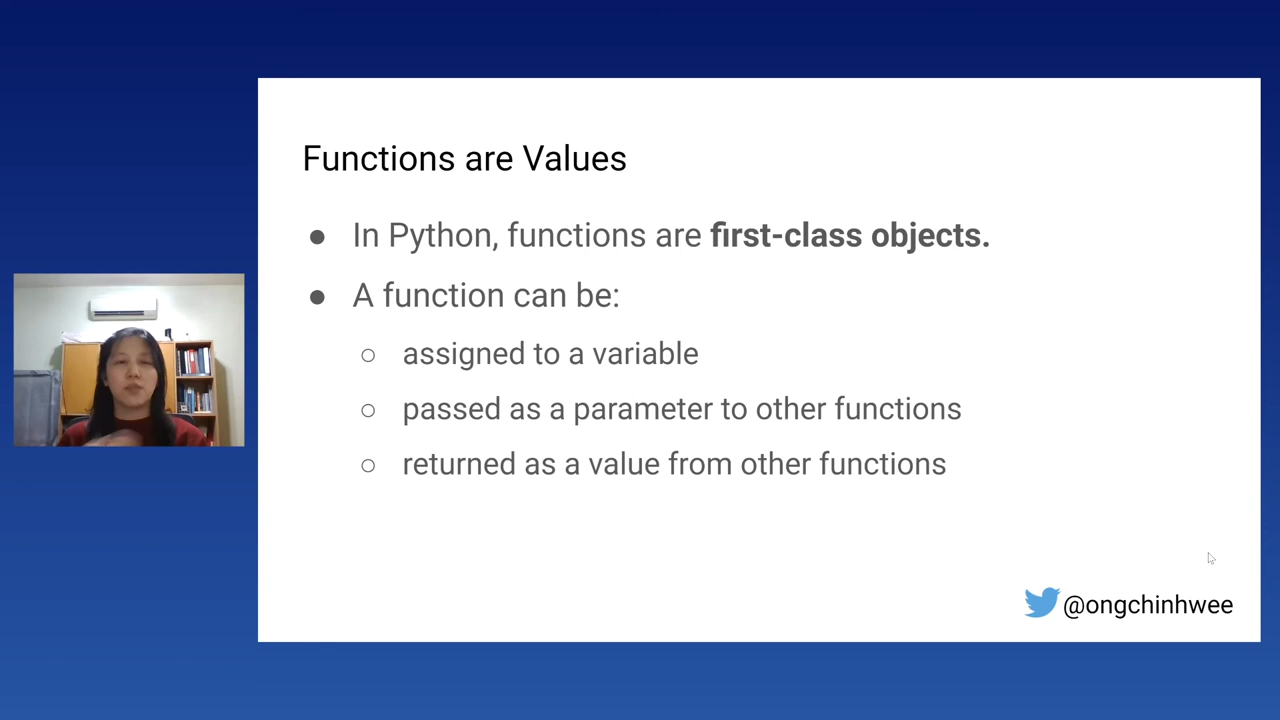 Functions are Values
● In Python, functions are first-class objects.
● A function can be:
○ assigned to a variable
○ passed as a parameter to other functions
○ returned as a value from other functions
@ongchinhwee